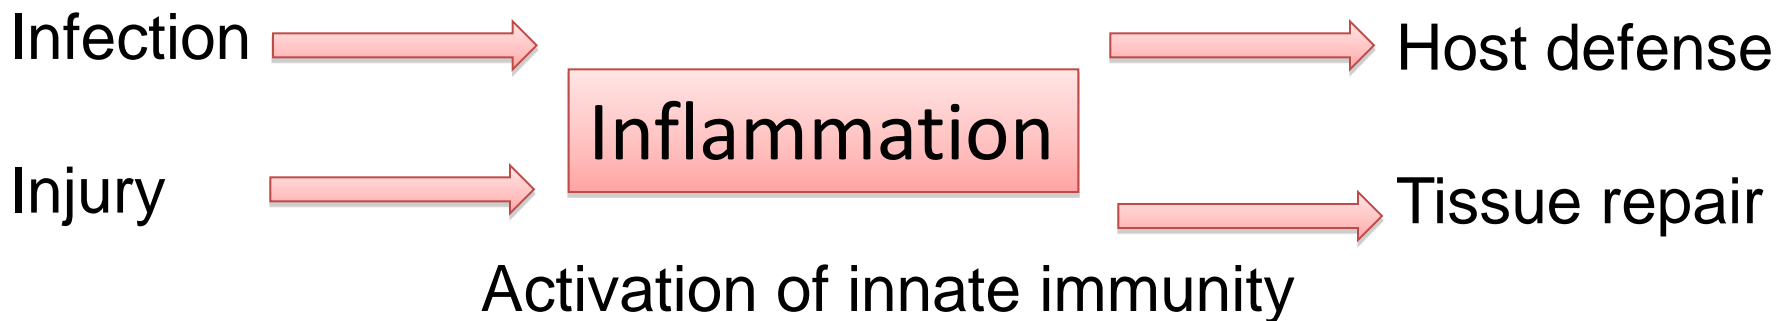 Infection
Host defense
Inflammation
Injury
Tissue repair
Activation of innate immunity